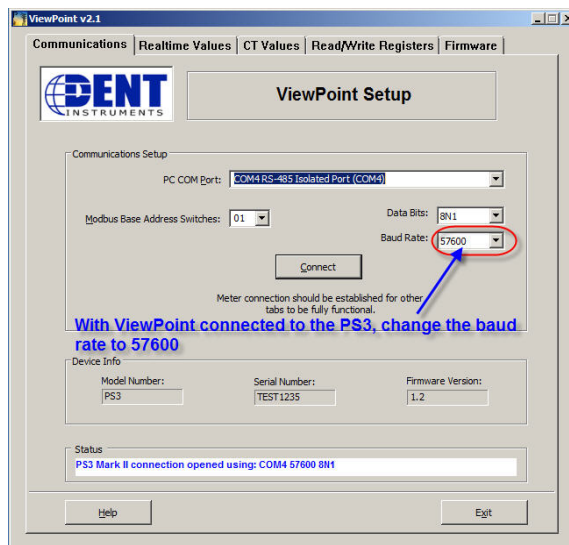 ViewPoint v2.1
Communications Realtime Values CT Values Read/Write Registers Firmware
DENT
INSTRUMENTS
ViewPoint Setup
Communications Setup
PC COM Port: COM4 RS-485 Isolated Port (COM4)
Modbus Base Address Switches: 01 Data Bits: 8N1
Baud Rate: 57600
Connect
Meter connection should be established for other
tabs to be fully functional.
With ViewPoint connected to the PS3, change the baud
rate to 57600
Device Info
Model Number: Serial Number: Firmware Version:
PS3 TEST1235 1.2
Status
PS3 Mark II connection opened using: COM4 57600 8N1
Help Exit